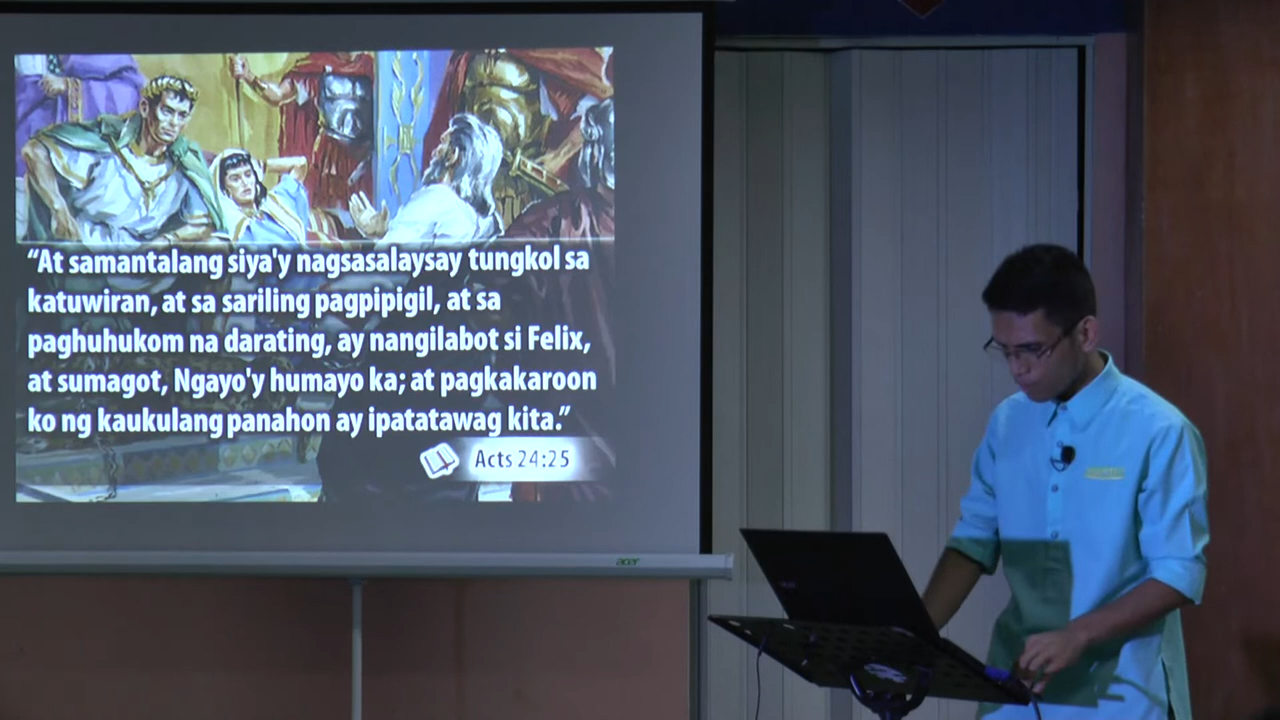 “At samantalang siya'y nagsasalaysay tungkol sa
katuwiran, at sa sariling pagpipigil, at sa
paghuhukom na darating, ay nangilabot si Felix,
at sumagot, Ngayo'y humayo ka; at pagkakaroon
ko ng kaukulang panahon ay ipatatawag kita.”
Acts 24:25
acer